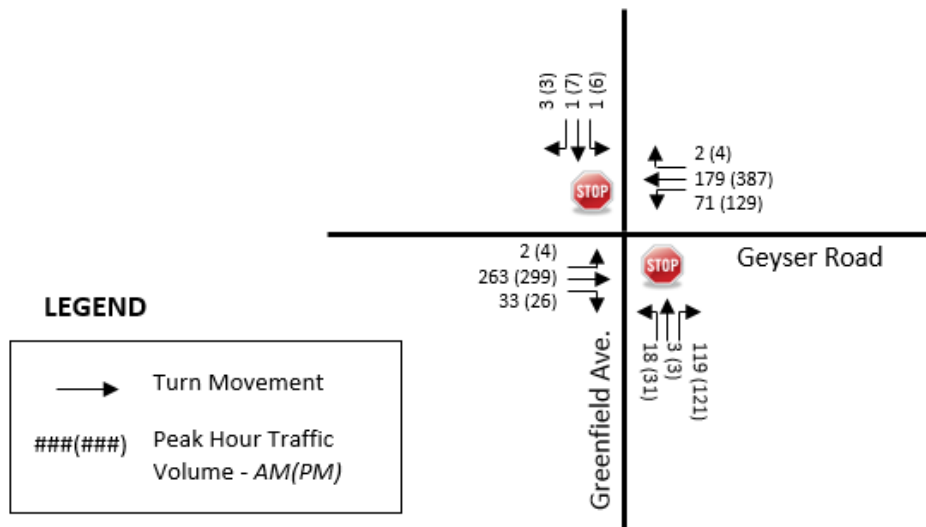 3 (3)
1 (7)
1 (6)
STOP
2 (4)
179 (387)
71 (129)
2 (4)
263 (299)
33 (26)
STOP
Geyser Road
18 (31)
3 (3)
119 (121)
Greenfield Ave.
LEGEND
Turn Movement
###(###)
Peak Hour Traffic
Volume - AM(PM)